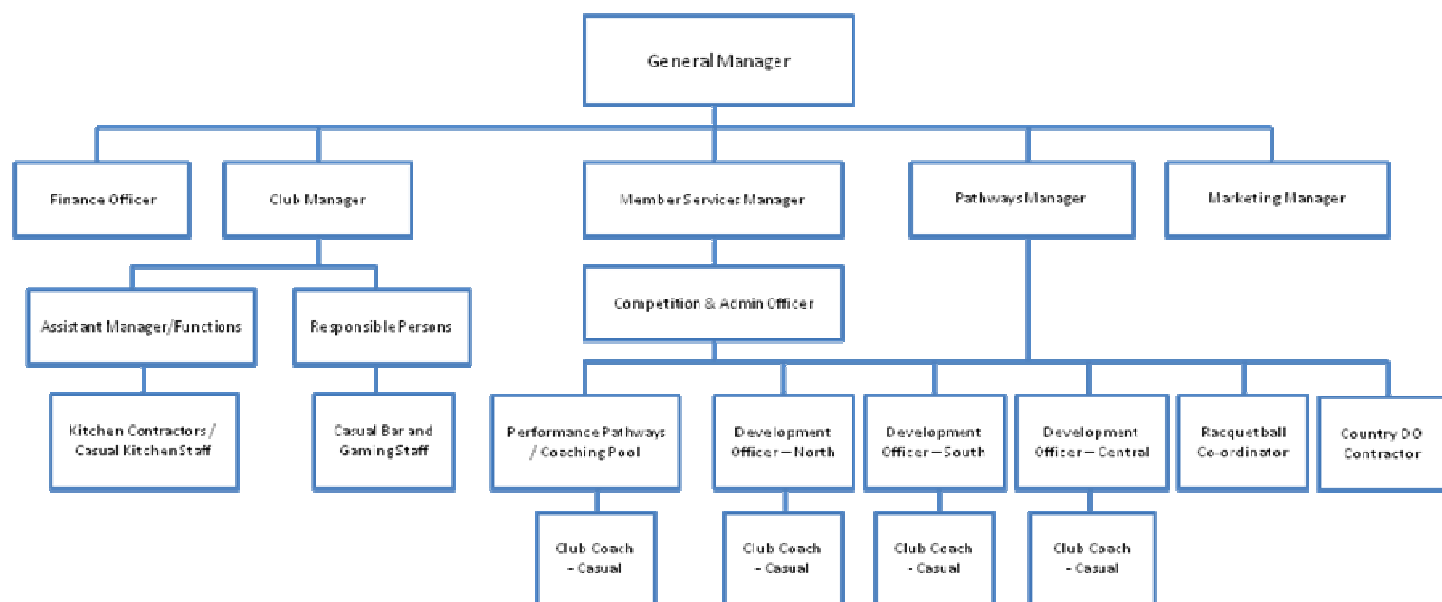 General Manager
Finance Officer
Club Manager
Member Services Manager
Pathways Manager
Marketing Manager
Assistant Manager/Functions
Responsible Persons
Competition & Admin Officer
Kitchen Contractors /
Casual Kitchen Staff
Casual Bar and
Gaming Staff
Performance Pathways
/ Coaching Pool
Development
Officer – North
Development
Officer – South
Development
Officer – Central
Racquetball
Co-ordinator
Country DO
Contractor
Club Coach
- Casual
Club Coach
- Casual
Club Coach
- Casual
Club Coach
- Casual